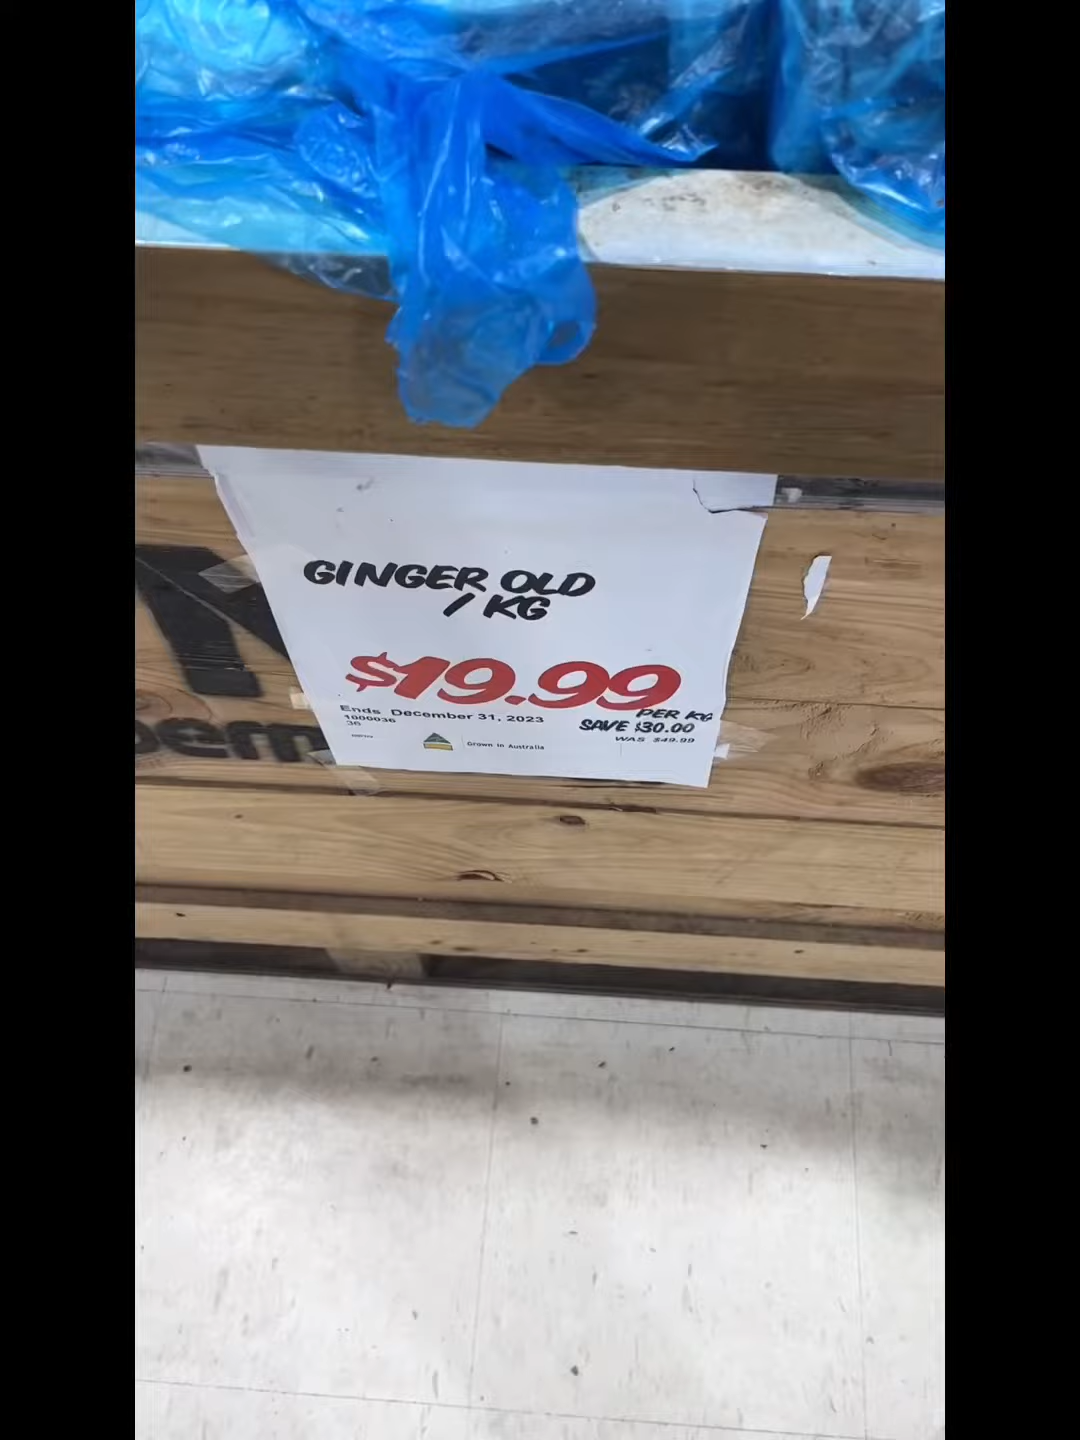 GINGER OLD
/ KG
$19.99
PER KG
Ends December 31, 2023
SAVE $30.00
1000036
36
WAS $49.99
Grown in Australia